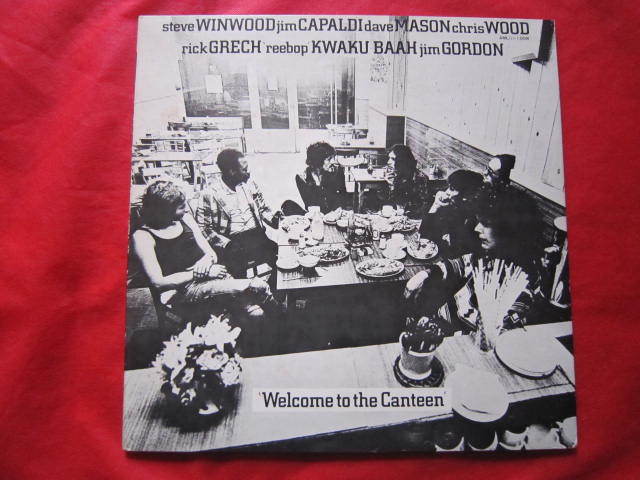 steve WINWOOD jim CAPALDI dave MASON chris WOOD
rick GRECH reebop KWAKU BAAH jim GORDON
'Welcome to the Canteen'